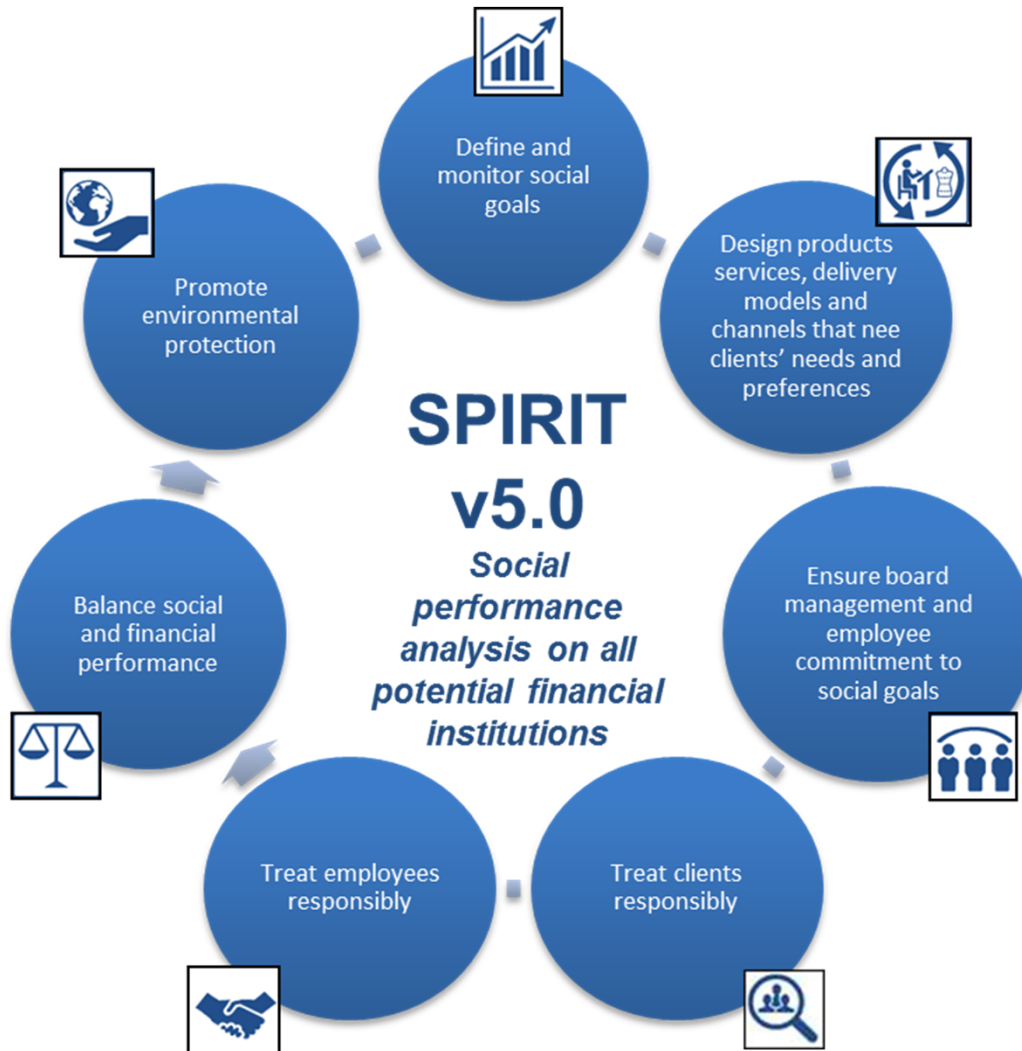 Define and
monitor social
goals
Design products
services, delivery
models and
channels that nee
clients’ needs and
preferences
Ensure board
management and
employee
commitment to
social goals
Treat clients
responsibly
Treat employees
responsibly
Balance social
and financial
performance
Promote
environmental
protection
SPIRIT
v5.0
Social
performance
analysis on all
potential financial
institutions